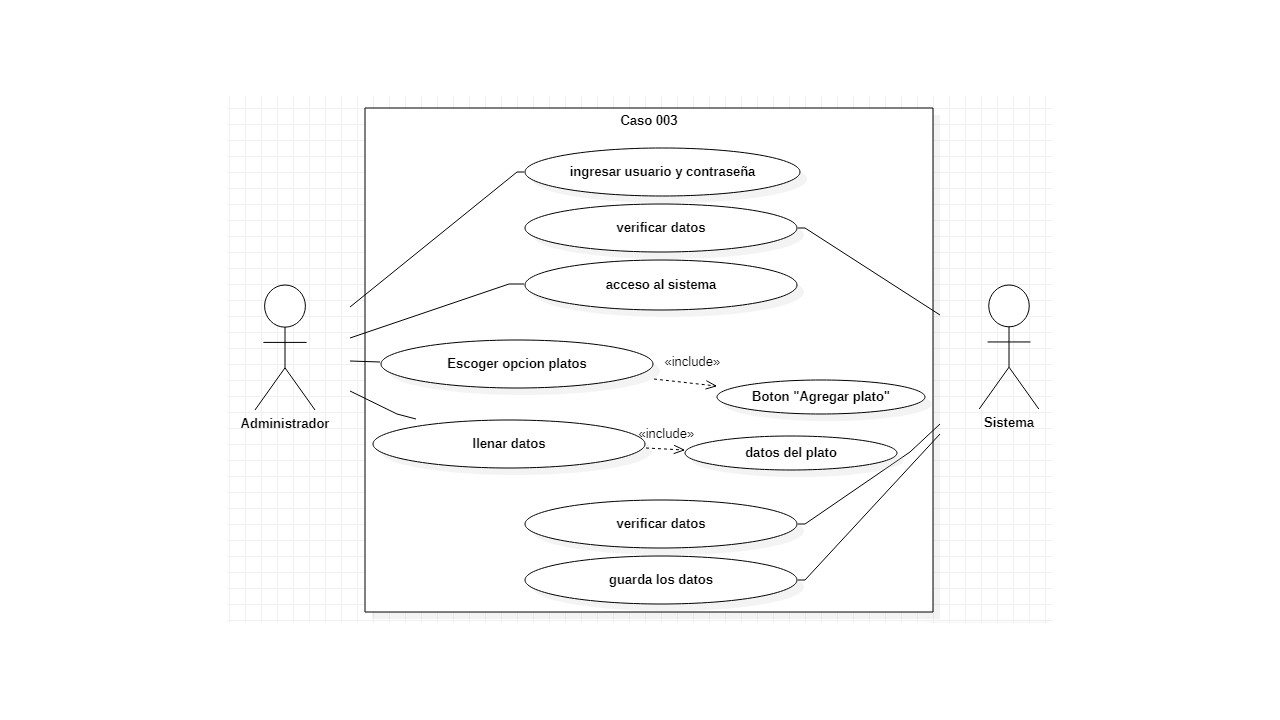 Caso 003
ingresar usuario y contraseña
verificar datos
acceso al sistema
Escoger opcion platos
«include»
Boton "Agregar plato"
Administrador
Sistema
llenar datos
«include»
datos del plato
verificar datos
guarda los datos